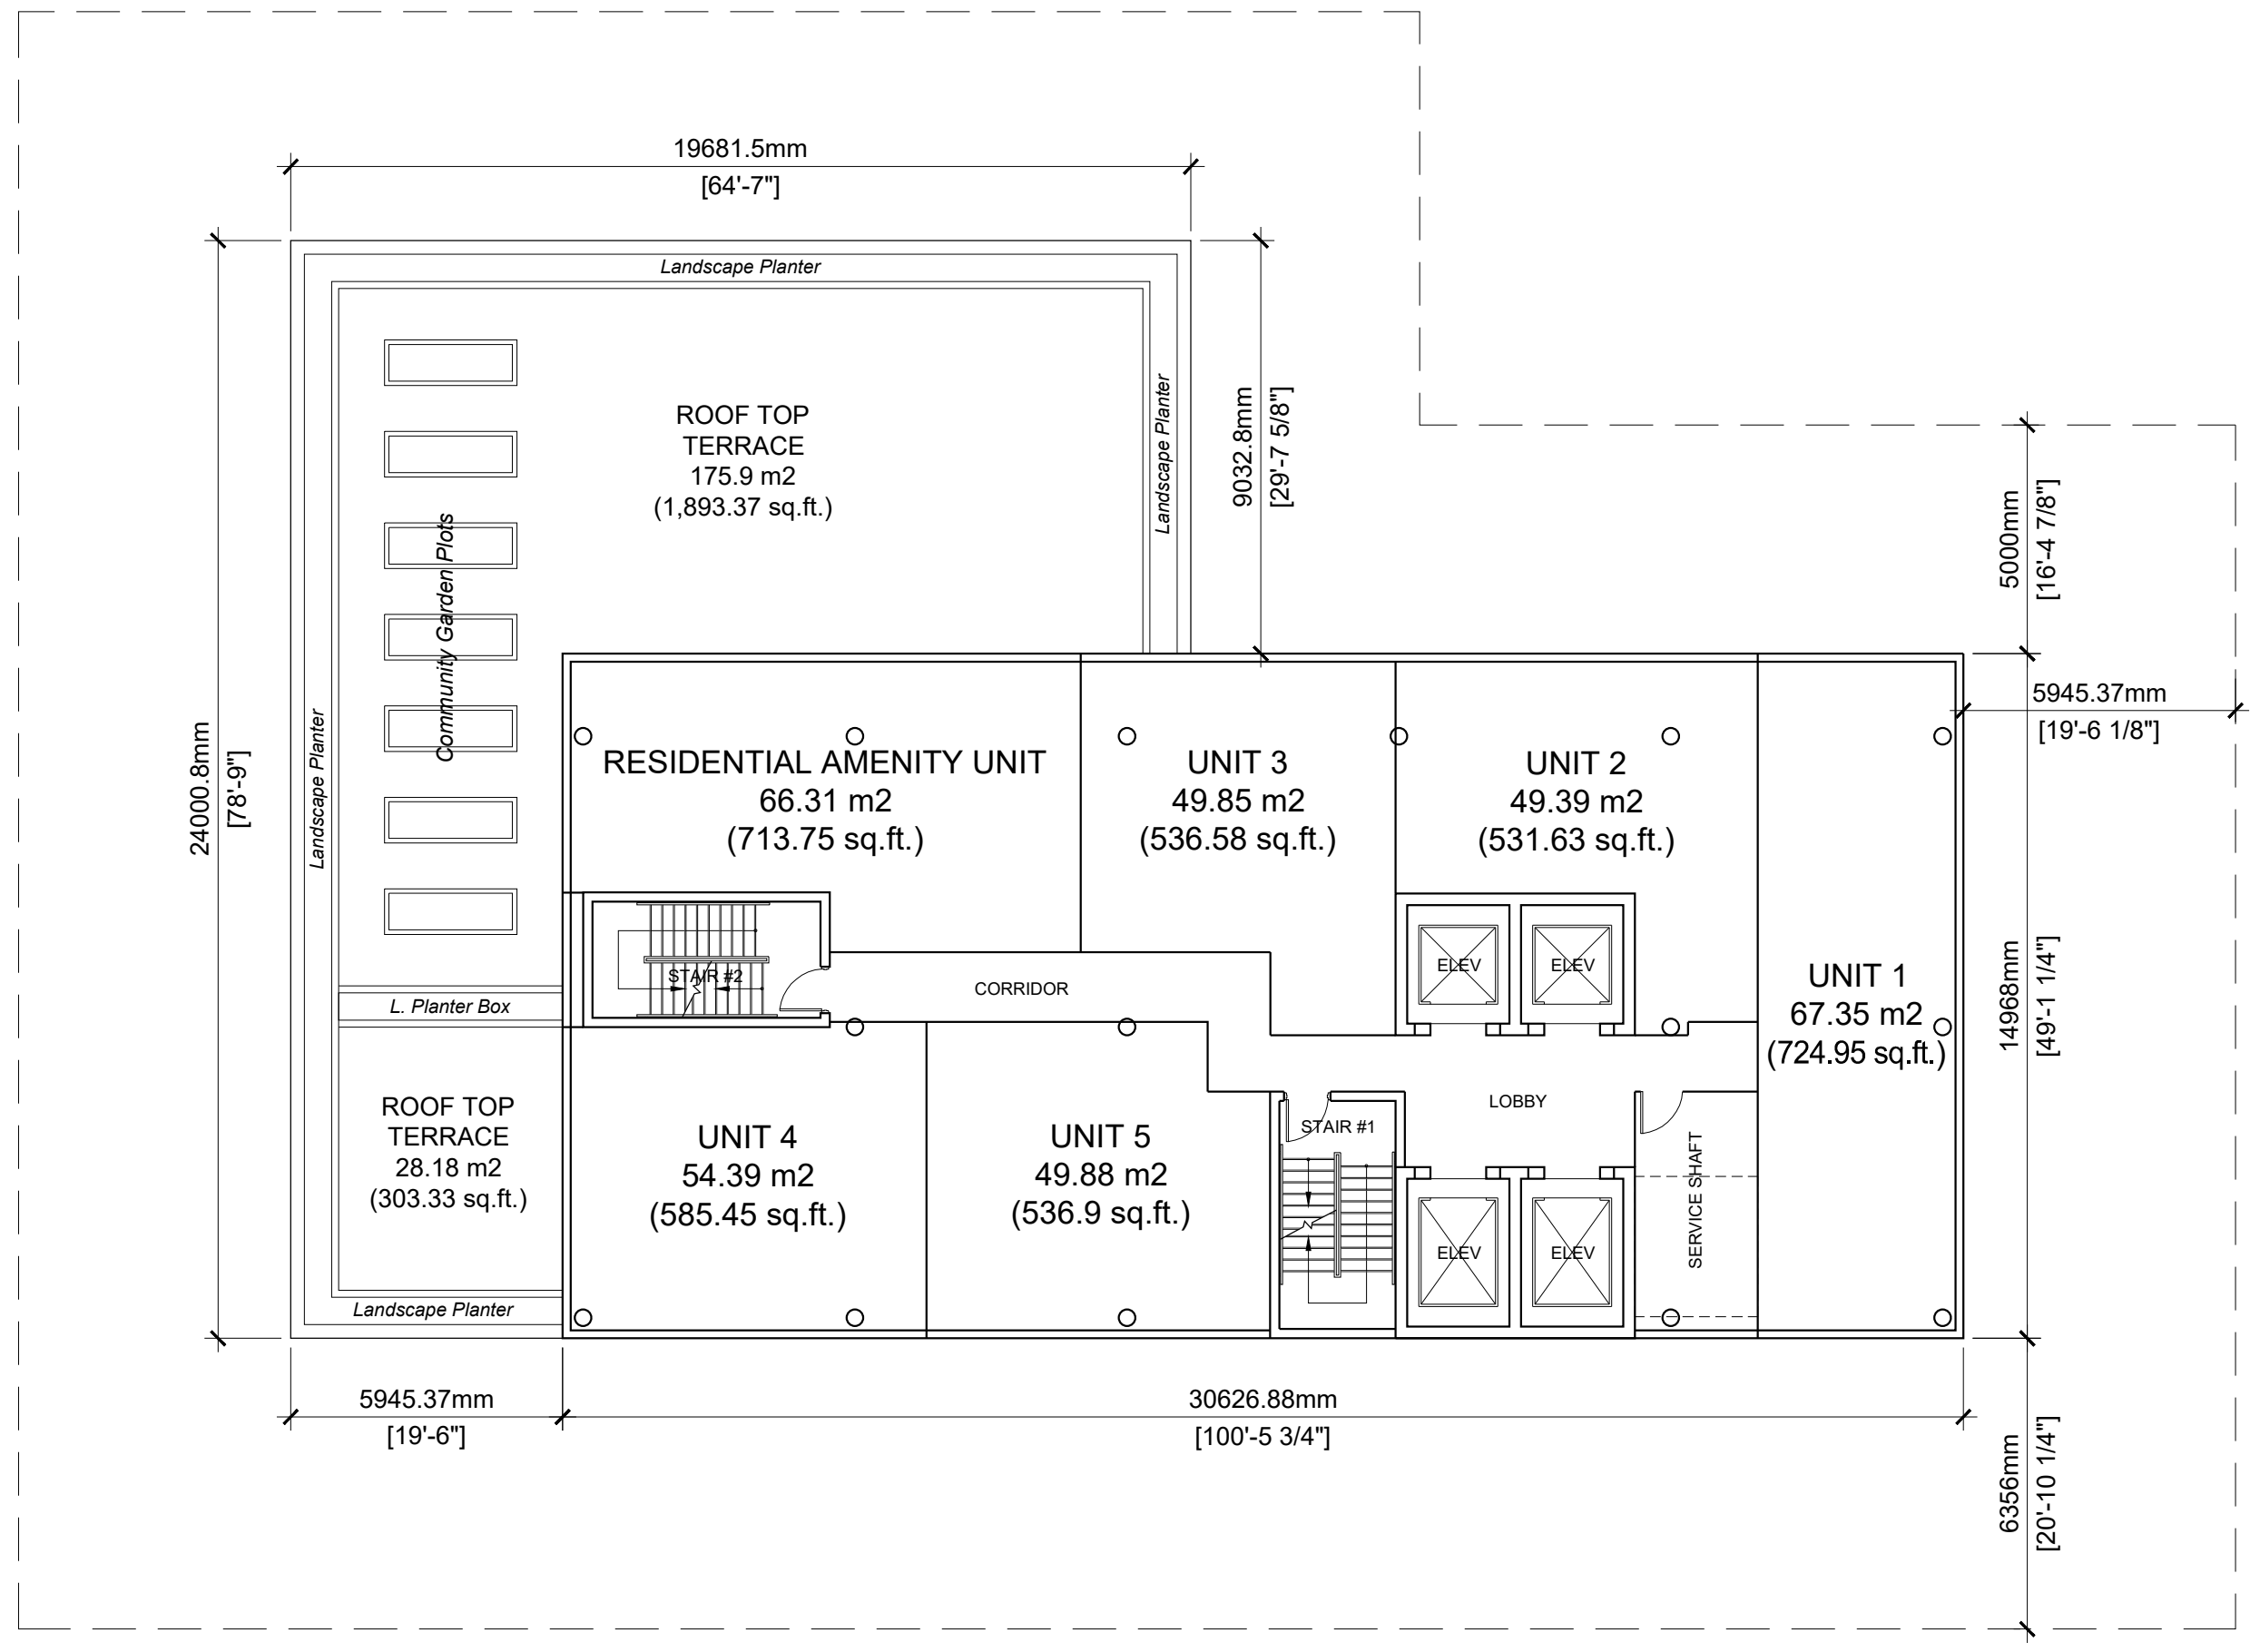 19681.5mm
[64'-7"]
Landscape Planter
ROOF TOP
TERRACE
175.9 m2
(1,893.37 sq.ft.)
Landscape Planter
9032.8mm
[29'-7 5/8"]
Community Garden Plots
5000mm
[16'-4 7/8"]
24000.8mm
[78'-9"]
Landscape Planter
RESIDENTIAL AMENITY UNIT
66.31 m2
(713.75 sq.ft.)
UNIT 3
49.85 m2
(536.58 sq.ft.)
UNIT 2
49.39 m2
(531.63 sq.ft.)
5945.37mm
[19'-6 1/8"]
STAIR #2
CORRIDOR
ELEV
ELEV
UNIT 1
67.35 m2
(724.95 sq.ft.)
14968mm
[49'-1 1/4"]
L. Planter Box
ROOF TOP
TERRACE
28.18 m2
(303.33 sq.ft.)
UNIT 4
54.39 m2
(585.45 sq.ft.)
UNIT 5
49.88 m2
(536.9 sq.ft.)
STAIR #1
LOBBY
SERVICE SHAFT
ELEV
ELEV
Landscape Planter
5945.37mm
[19'-6"]
30626.88mm
[100'-5 3/4"]
6356mm
[20'-10 1/4"]